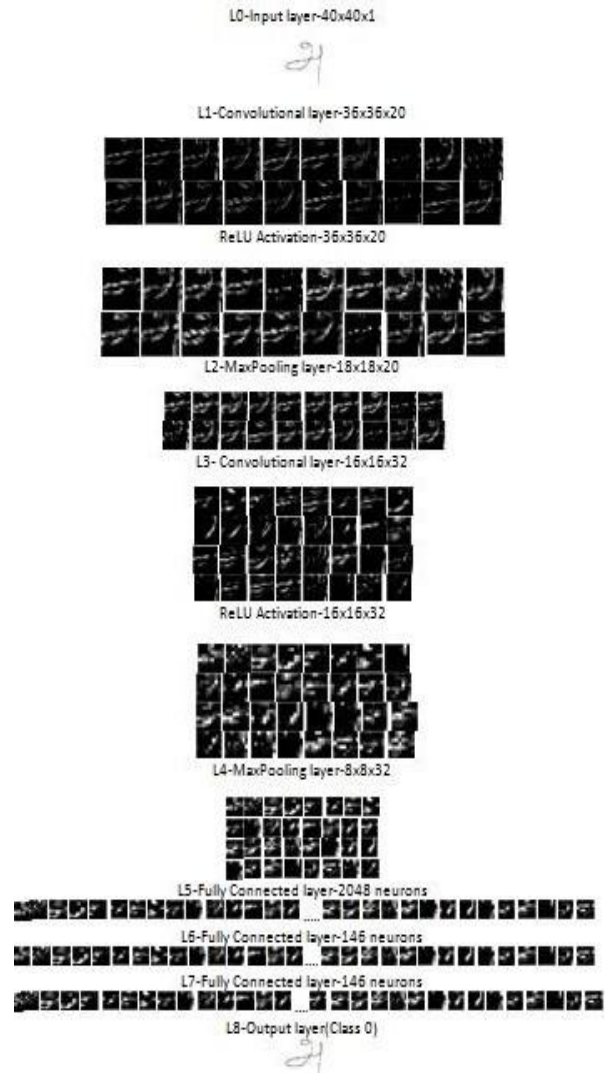 L0-Input layer-40x40x1
L1-Convolutional layer-36x36x20
ReLU Activation-36x36x20
L2-MaxPooling layer-18x18x20
L3- Convolutional layer-16x16x32
ReLU Activation-16x16x32
L4-MaxPooling layer-8x8x32
L5-Fully Connected layer-2048 neurons
.....
L6-Fully Connected layer-146 neurons
.....
L7-Fully Connected layer-146 neurons
.....
L8-Output layer(Class 0)